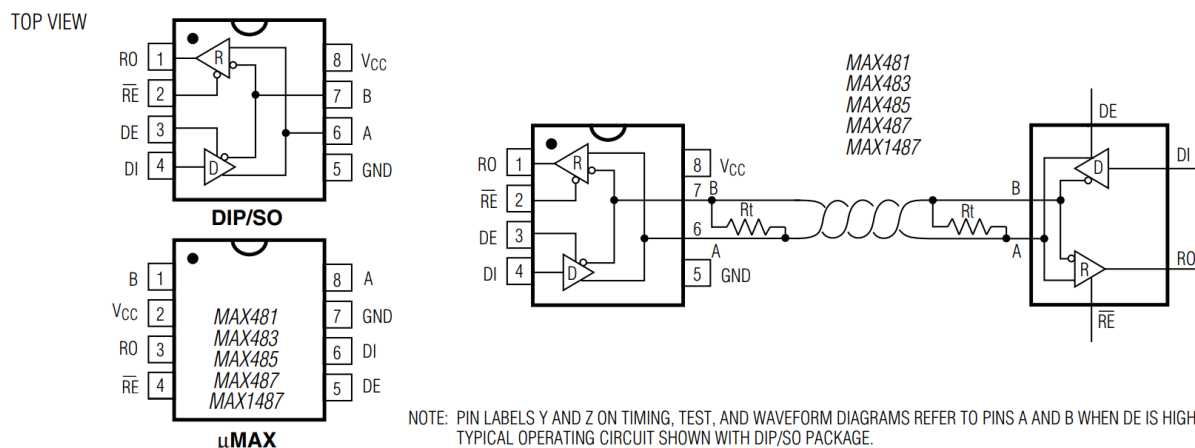 TOP VIEW
RO 1
R
8 VCC
R̅E̅ 2
7 B
DE 3
6 A
DI 4
D
5 GND
DIP/SO
B 1
8 A
VCC 2
7 GND
RO 3
6 DI
R̅E̅ 4
5 DE
MAX481
MAX483
MAX485
MAX487
MAX1487
µMAX
MAX481
MAX483
MAX485
MAX487
MAX1487
RO 1
R
8 VCC
R̅E̅ 2
7 B
Rt
DE 3
6
A
DI 4
D
5 GND
DE
D
DI
B
Rt
A
R
RO
R̅E̅
NOTE: PIN LABELS Y AND Z ON TIMING, TEST, AND WAVEFORM DIAGRAMS REFER TO PINS A AND B WHEN DE IS HIGH
TYPICAL OPERATING CIRCUIT SHOWN WITH DIP/SO PACKAGE.